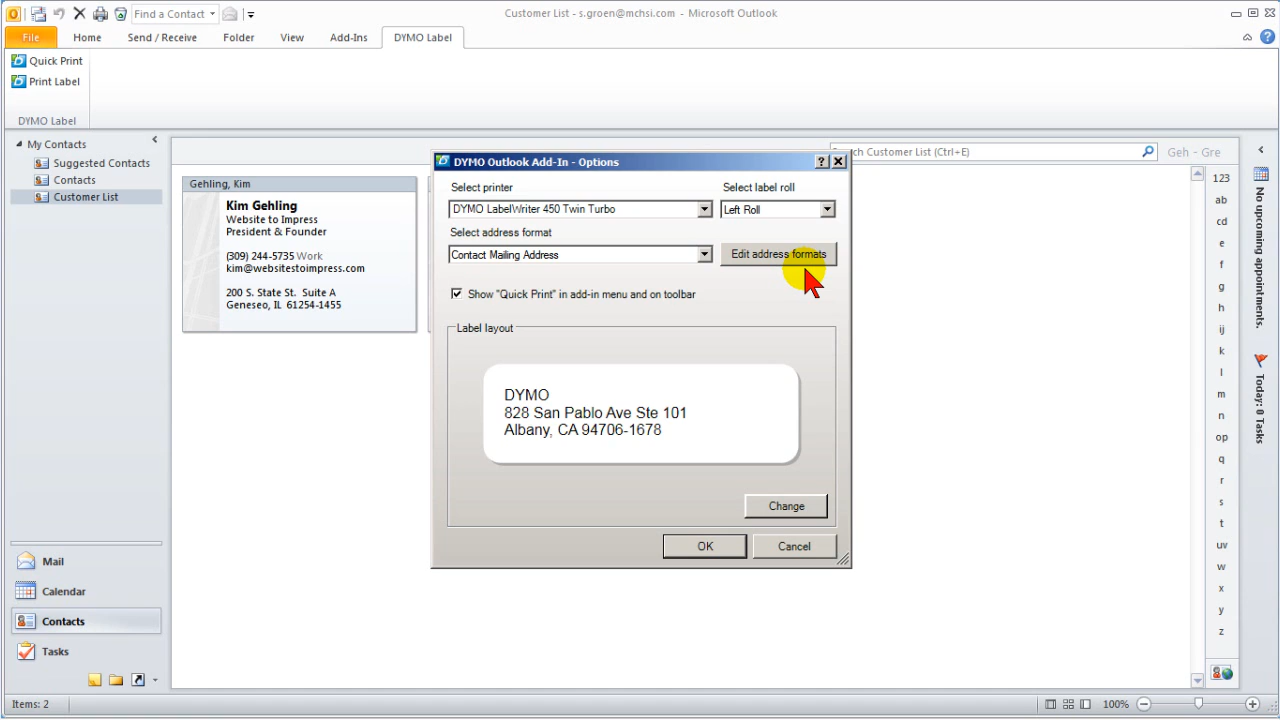 Find a Contact
Customer List - s.groen@mchsi.com - Microsoft Outlook
File
Home
Send / Receive
Folder
View
Add-Ins
DYMO Label
Quick Print
Print Label
DYMO Label
My Contacts
Suggested Contacts
Contacts
Customer List
Search Customer List (Ctrl+E)
Geh - Gre
Gehling, Kim
Kim Gehling
Website to Impress
President & Founder
(309) 244-5735 Work
kim@websitestoimpress.com
200 S. State St. Suite A
Geneseo, IL 61254-1455
DYMO Outlook Add-In - Options
Select printer
Select label roll
DYMO LabelWriter 450 Twin Turbo
Left Roll
Select address format
Contact Mailing Address
Edit address formats
Show "Quick Print" in add-in menu and on toolbar
Label layout
DYMO
828 San Pablo Ave Ste 101
Albany, CA 94706-1678
Change
OK
Cancel
123
ab
cd
e
f
g
h
ij
k
l
m
n
op
q
r
s
t
uv
w
x
y
z
No upcoming appointments.
Today: 0 Tasks
Mail
Calendar
Contacts
Tasks
Items: 2
100%